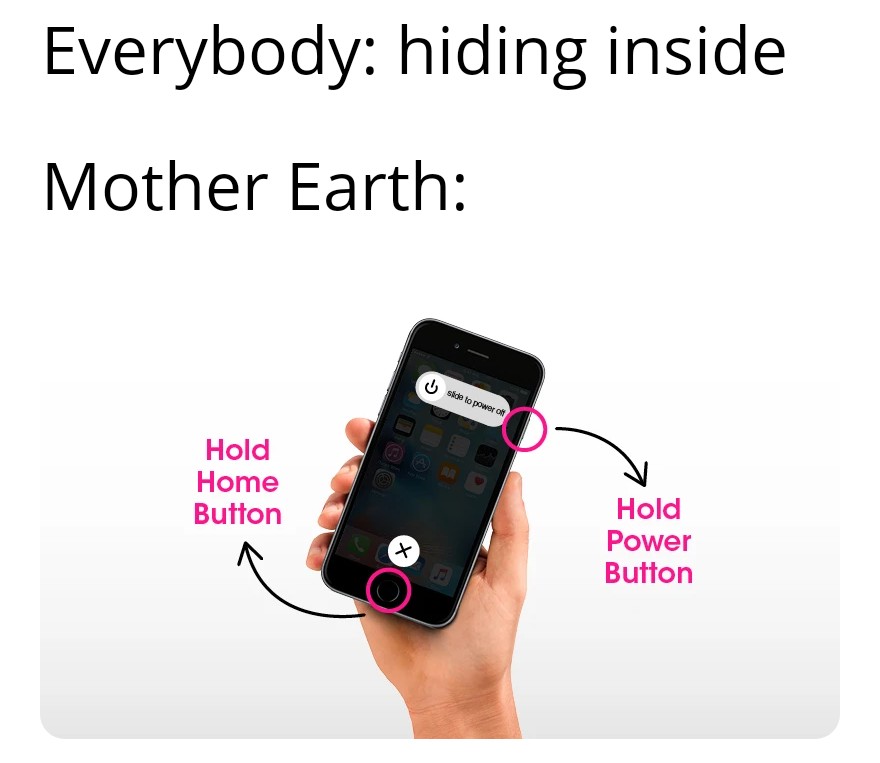 Everybody: hiding inside
Mother Earth:
slide to power off
Hold
Home
Button
Hold
Power
Button